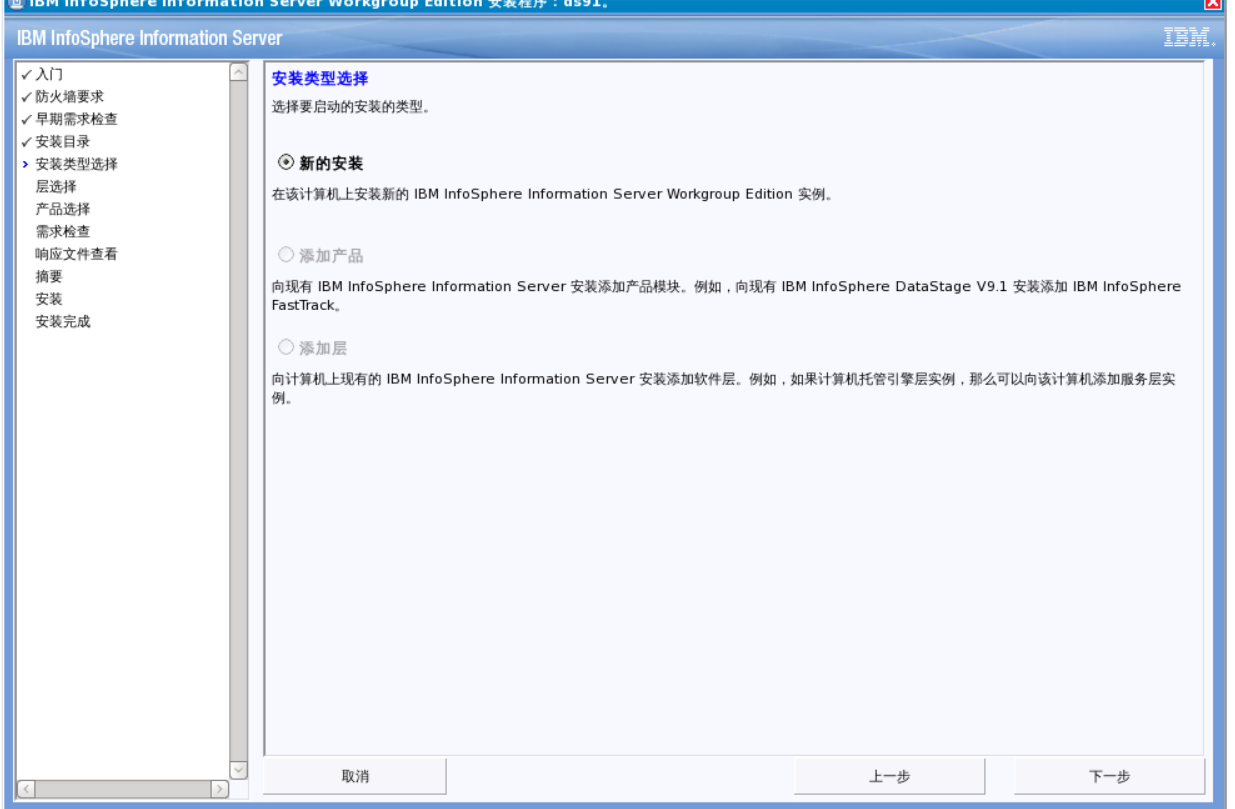 IBM InfoSphere Information Server Workgroup Edition 安装程序：ds91。
IBM InfoSphere Information Server
IBM.
入门
防火墙要求
早期需求检查
安装目录
安装类型选择
层选择
产品选择
需求检查
响应文件查看
摘要
安装
安装完成
安装类型选择
选择要启动的安装的类型。
新的安装
在该计算机上安装新的 IBM InfoSphere Information Server Workgroup Edition 实例。
添加产品
向现有 IBM InfoSphere Information Server 安装添加产品模块。例如，向现有 IBM InfoSphere DataStage V9.1 安装添加 IBM InfoSphere
FastTrack。
添加层
向计算机上现有的 IBM InfoSphere Information Server 安装添加软件层。例如，如果计算机托管引擎层实例，那么可以向该计算机添加服务层实
例。
取消
上一步
下一步